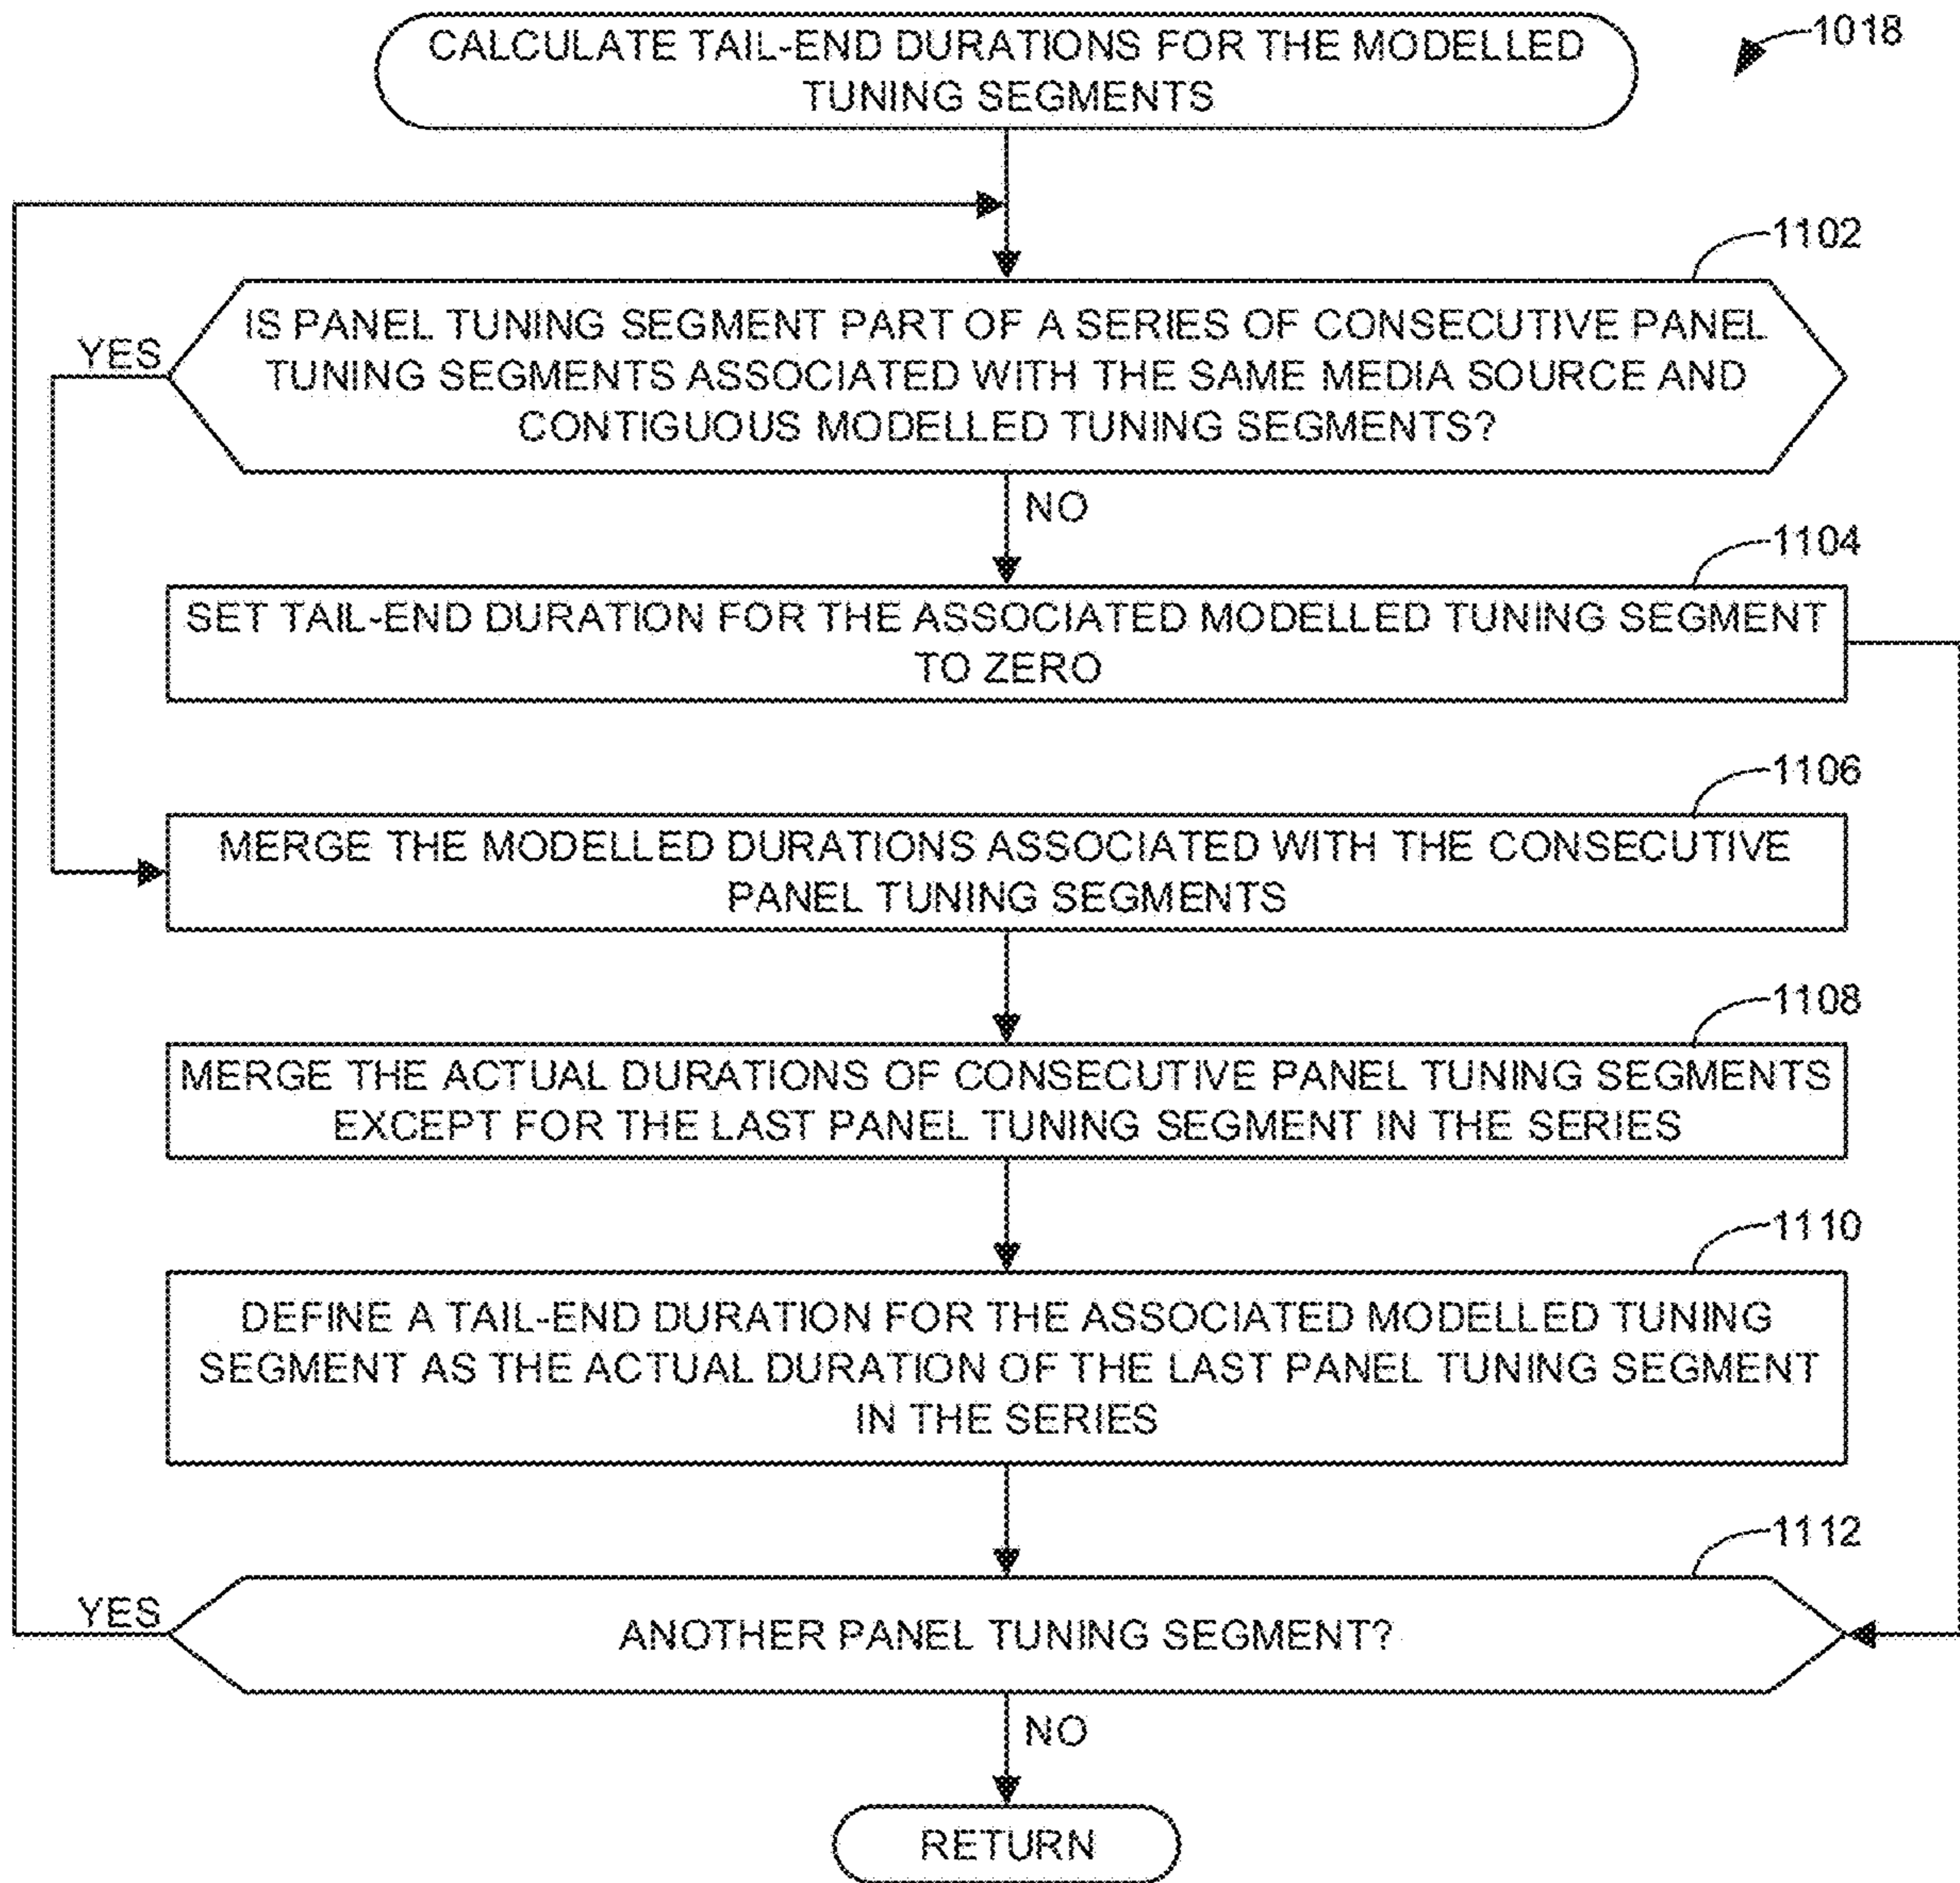 CALCULATE TAIL-END DURATIONS FOR THE MODELLED
TUNING SEGMENTS
1018
1102
IS PANEL TUNING SEGMENT PART OF A SERIES OF CONSECUTIVE PANEL
TUNING SEGMENTS ASSOCIATED WITH THE SAME MEDIA SOURCE AND
CONTIGUOUS MODELLED TUNING SEGMENTS?
YES
NO
1104
SET TAIL-END DURATION FOR THE ASSOCIATED MODELLED TUNING SEGMENT
TO ZERO
1106
MERGE THE MODELLED DURATIONS ASSOCIATED WITH THE CONSECUTIVE
PANEL TUNING SEGMENTS
1108
MERGE THE ACTUAL DURATIONS OF CONSECUTIVE PANEL TUNING SEGMENTS
EXCEPT FOR THE LAST PANEL TUNING SEGMENT IN THE SERIES
1110
DEFINE A TAIL-END DURATION FOR THE ASSOCIATED MODELLED TUNING
SEGMENT AS THE ACTUAL DURATION OF THE LAST PANEL TUNING SEGMENT
IN THE SERIES
1112
YES
ANOTHER PANEL TUNING SEGMENT?
NO
RETURN